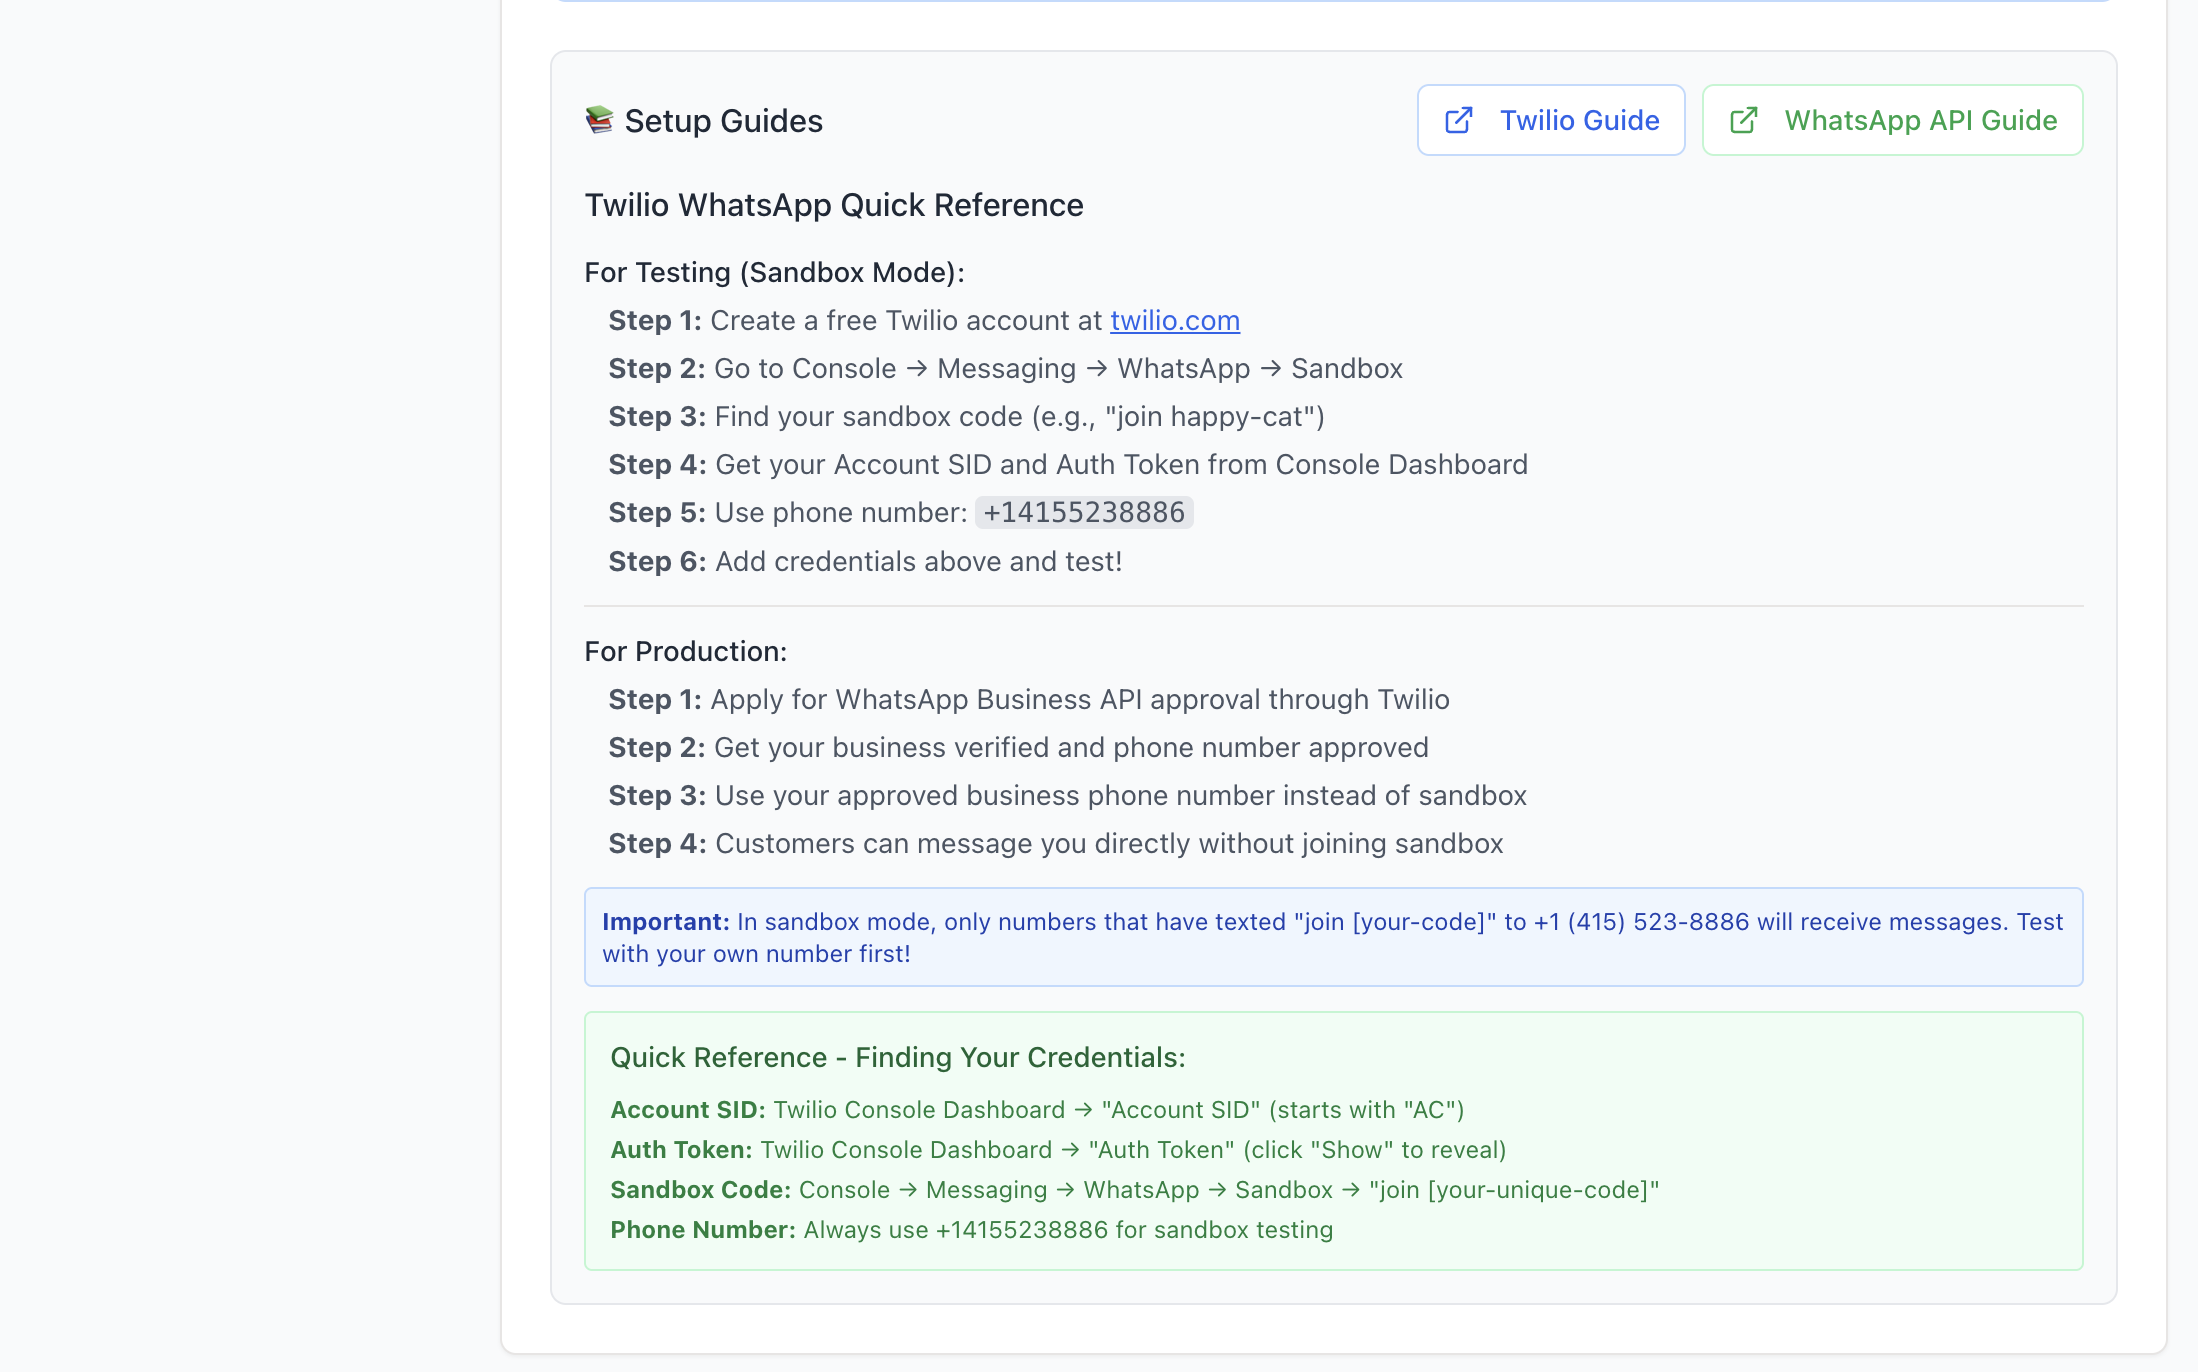 📚 Setup Guides
Twilio Guide
WhatsApp API Guide
Twilio WhatsApp Quick Reference
For Testing (Sandbox Mode):
Step 1: Create a free Twilio account at twilio.com
Step 2: Go to Console → Messaging → WhatsApp → Sandbox
Step 3: Find your sandbox code (e.g., "join happy-cat")
Step 4: Get your Account SID and Auth Token from Console Dashboard
Step 5: Use phone number: +14155238886
Step 6: Add credentials above and test!
For Production:
Step 1: Apply for WhatsApp Business API approval through Twilio
Step 2: Get your business verified and phone number approved
Step 3: Use your approved business phone number instead of sandbox
Step 4: Customers can message you directly without joining sandbox
Important: In sandbox mode, only numbers that have texted "join [your-code]" to +1 (415) 523-8886 will receive messages. Test
with your own number first!
Quick Reference - Finding Your Credentials:
Account SID: Twilio Console Dashboard → "Account SID" (starts with "AC")
Auth Token: Twilio Console Dashboard → "Auth Token" (click "Show" to reveal)
Sandbox Code: Console → Messaging → WhatsApp → Sandbox → "join [your-unique-code]"
Phone Number: Always use +14155238886 for sandbox testing